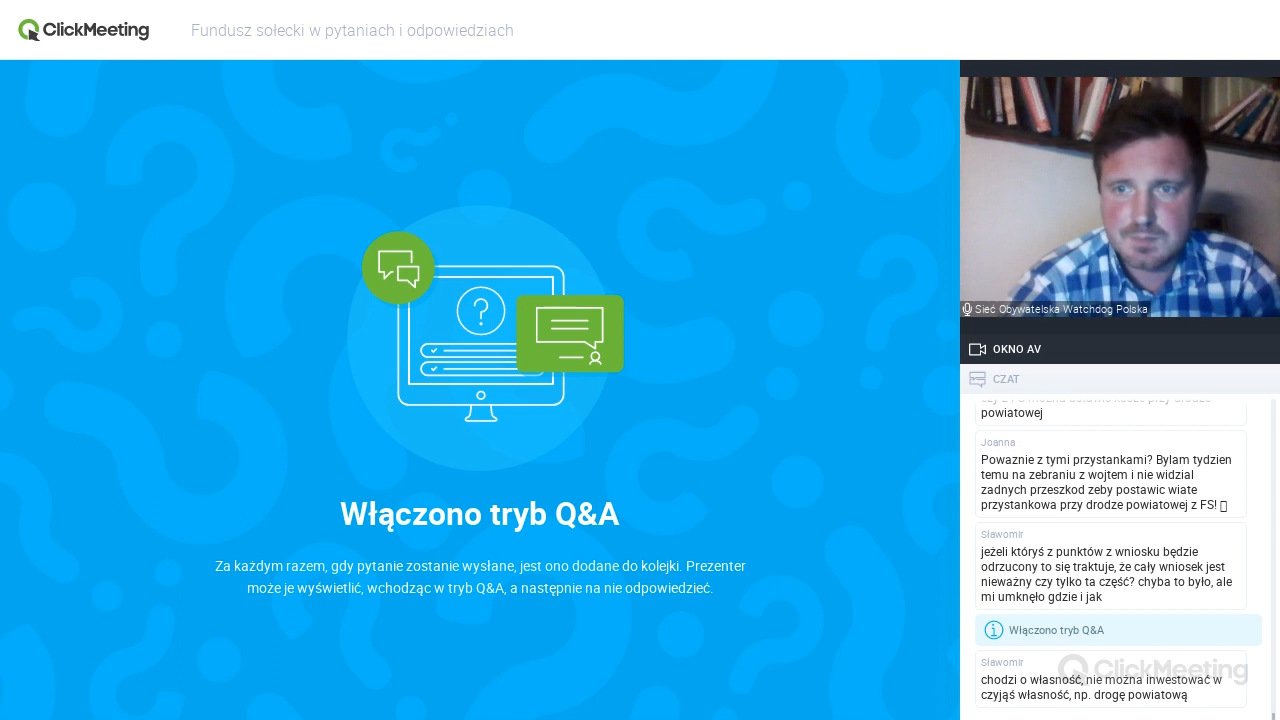 ClickMeeting
Fundusz sołecki w pytaniach i odpowiedziach
Włączono tryb Q&A
Za każdym razem, gdy pytanie zostanie wysłane, jest ono dodane do kolejki. Prezenter
może je wyświetlić, wchodząc w tryb Q&A, a następnie na nie odpowiedzieć.
Sieć Obywatelska Watchdog Polska
OKNO AV
CZAT
powiatowej
Joanna
Powaznie z tymi przystankami? Bylam tydzien
temu na zebraniu z wojtem i nie widzial
zadnych przeszkod zeby postawic wiate
przystankowa przy drodze powiatowej z FS!
Sławomir
jeżeli któryś z punktów z wniosku będzie
odrzucony to się traktuje, że cały wniosek jest
nieważny czy tylko ta część? chyba to było, ale
mi umknęło gdzie i jak
Włączono tryb Q&A
Sławomir
chodzi o własność, nie można inwestować w
czyjąś własność, np. drogę powiatową
ClickMeeting